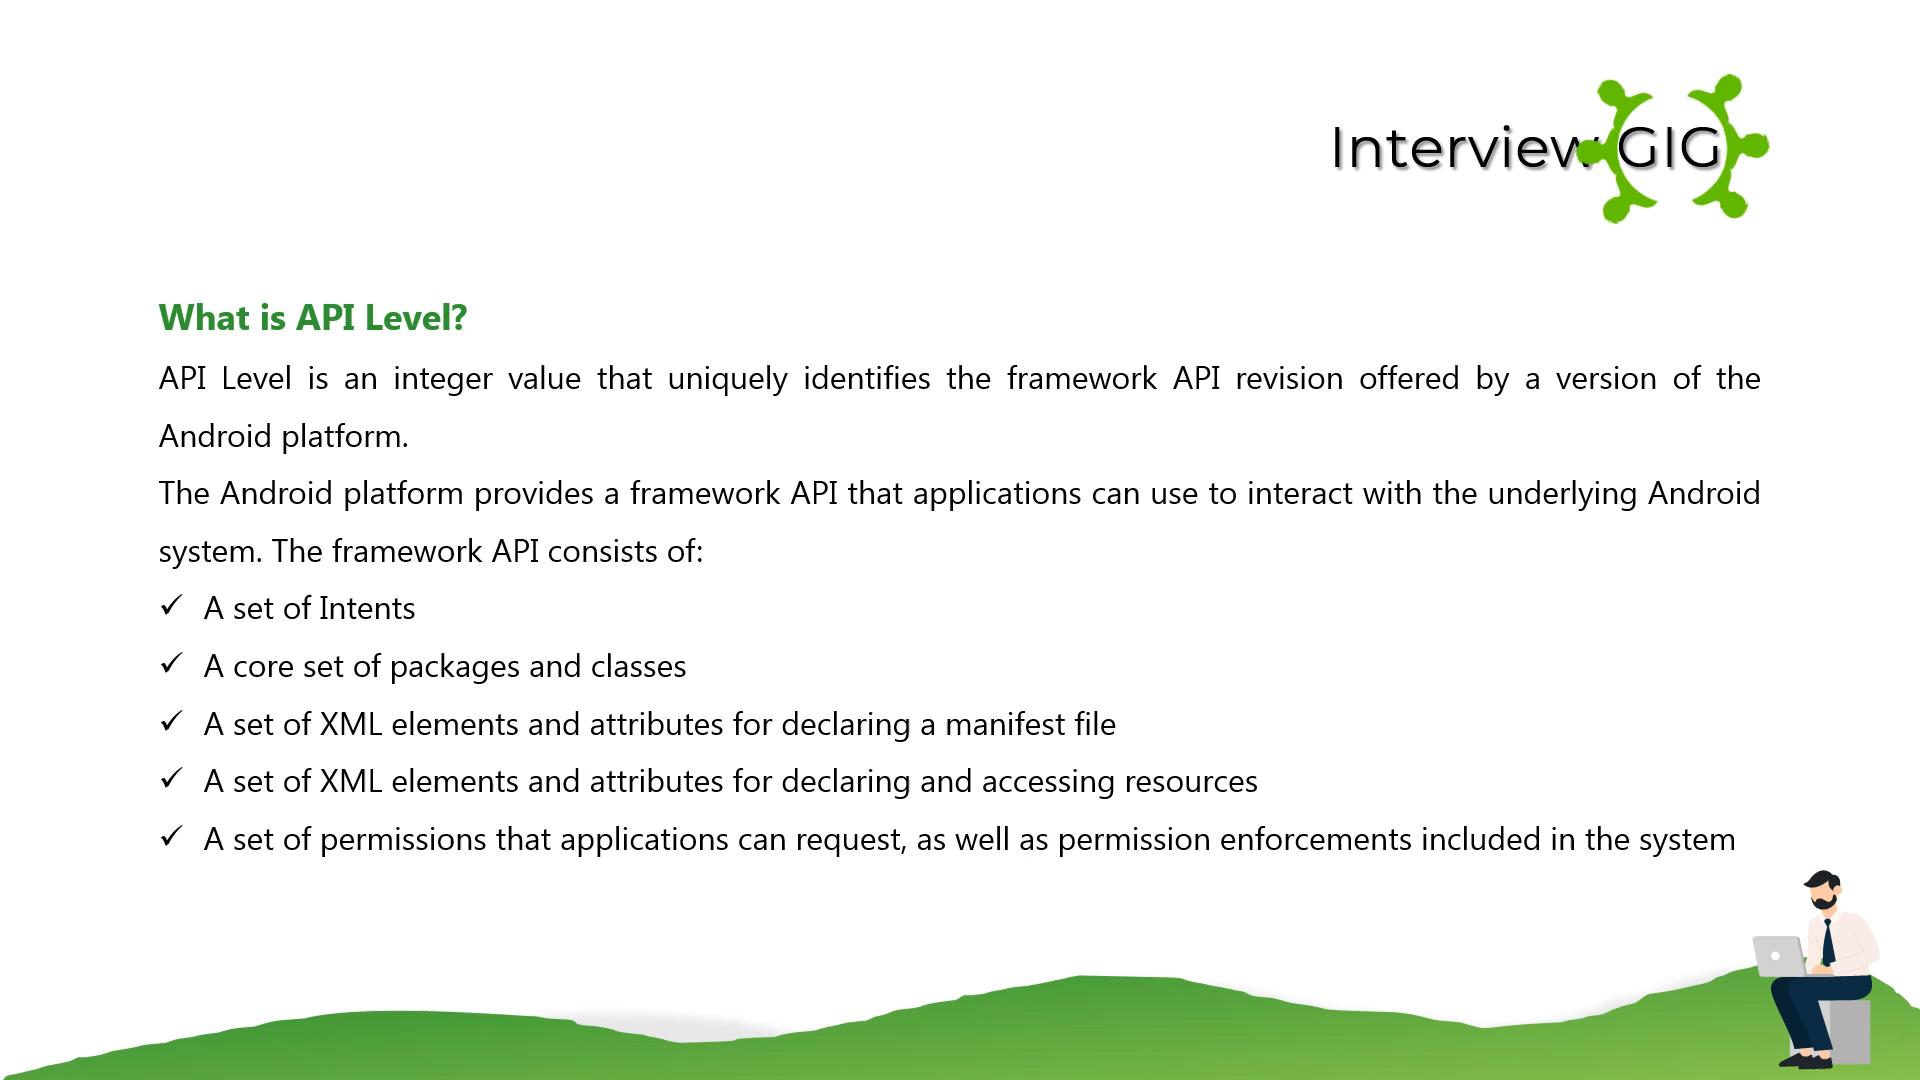 Interview GIG
What is API Level?
API Level is an integer value that uniquely identifies the framework API revision offered by a version of the
Android platform.
The Android platform provides a framework API that applications can use to interact with the underlying Android
system. The framework API consists of:
✓ A set of Intents
✓ A core set of packages and classes
✓ A set of XML elements and attributes for declaring a manifest file
✓ A set of XML elements and attributes for declaring and accessing resources
✓ A set of permissions that applications can request, as well as permission enforcements included in the system